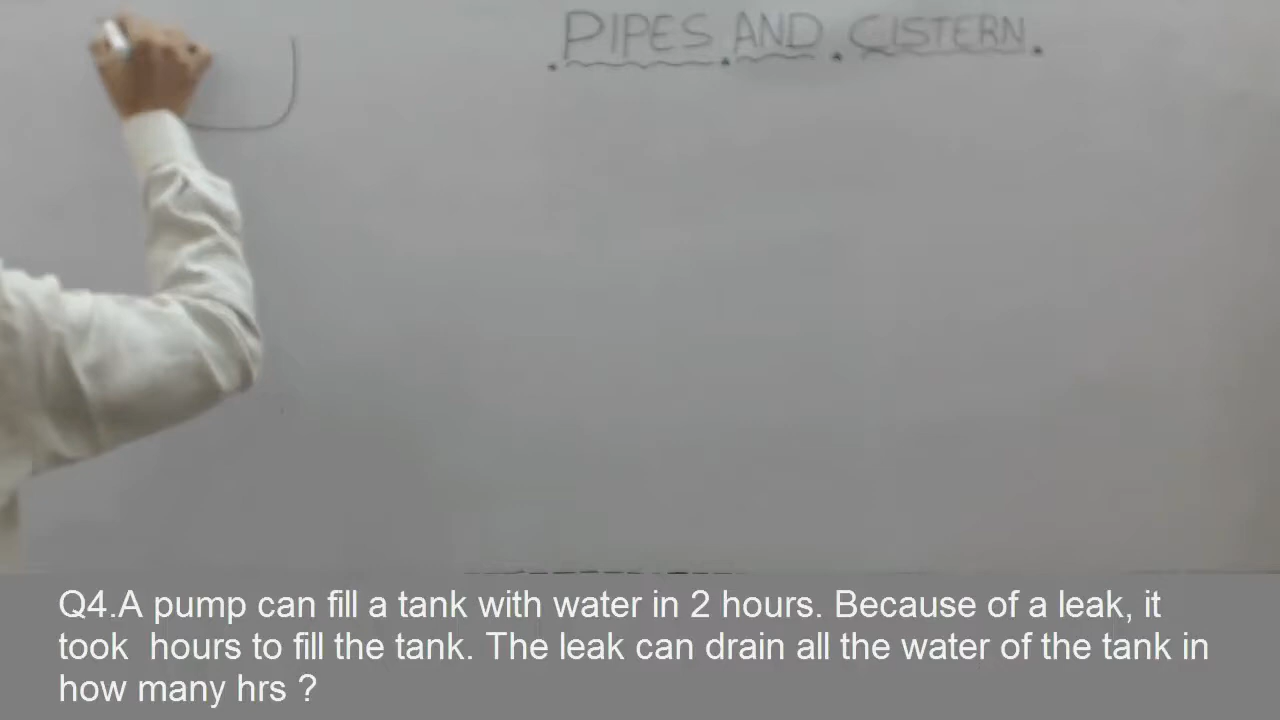 PIPES AND CISTERN
Q4.A pump can fill a tank with water in 2 hours. Because of a leak, it
took  hours to fill the tank. The leak can drain all the water of the tank in
how many hrs ?